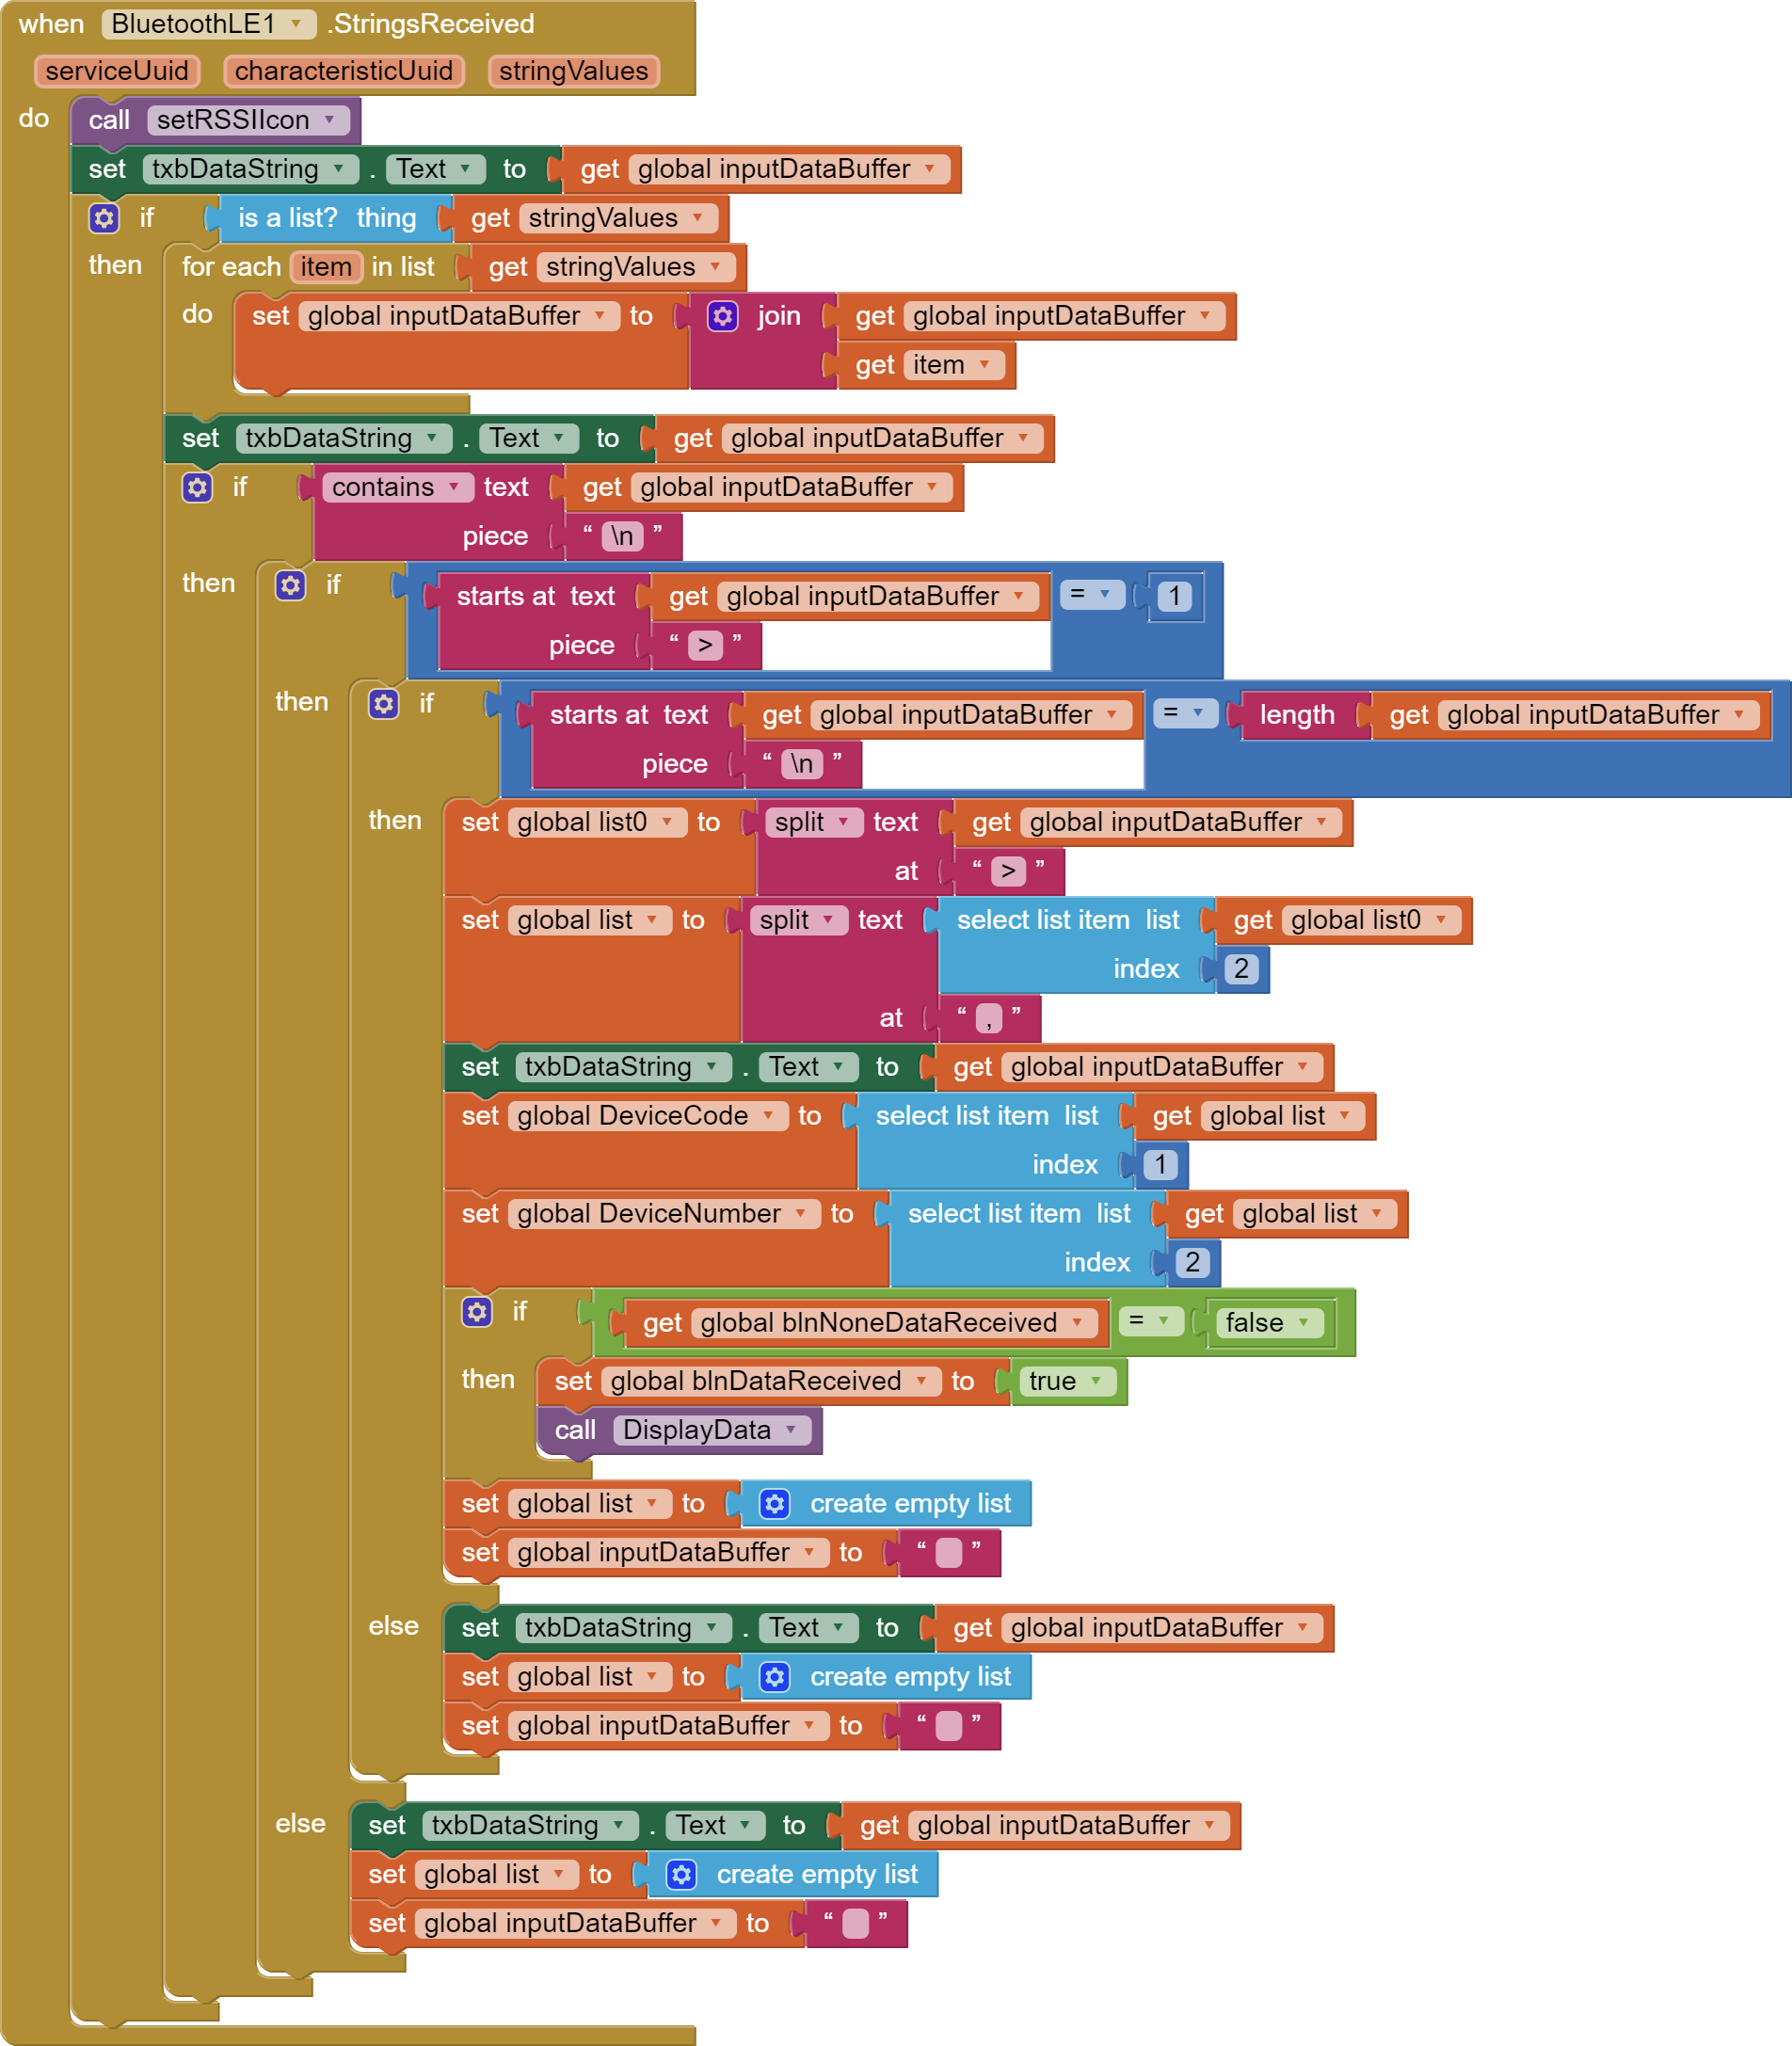 when BluetoothLE1 .StringsReceived
serviceUuid characteristicUuid stringValues
do call setRSSIIcon
set txbDataString . Text to get global inputDataBuffer
if is a list? thing get stringValues
then for each item in list get stringValues
do set global inputDataBuffer to join get global inputDataBuffer
get item
set txbDataString . Text to get global inputDataBuffer
if contains text get global inputDataBuffer
piece “ \n ”
then if starts at text get global inputDataBuffer = 1
piece “ > ”
then if starts at text get global inputDataBuffer = length get global inputDataBuffer
piece “ \n ”
then set global list0 to split text get global inputDataBuffer
at “ > ”
set global list to split text select list item list get global list0
index 2
at “ , ”
set txbDataString . Text to get global inputDataBuffer
set global DeviceCode to select list item list get global list
index 1
set global DeviceNumber to select list item list get global list
index 2
if get global blnNoneDataReceived = false
then set global blnDataReceived to true
call DisplayData
set global list to create empty list
set global inputDataBuffer to “ ”
else set txbDataString . Text to get global inputDataBuffer
set global list to create empty list
set global inputDataBuffer to “ ”
else set txbDataString . Text to get global inputDataBuffer
set global list to create empty list
set global inputDataBuffer to “ ”